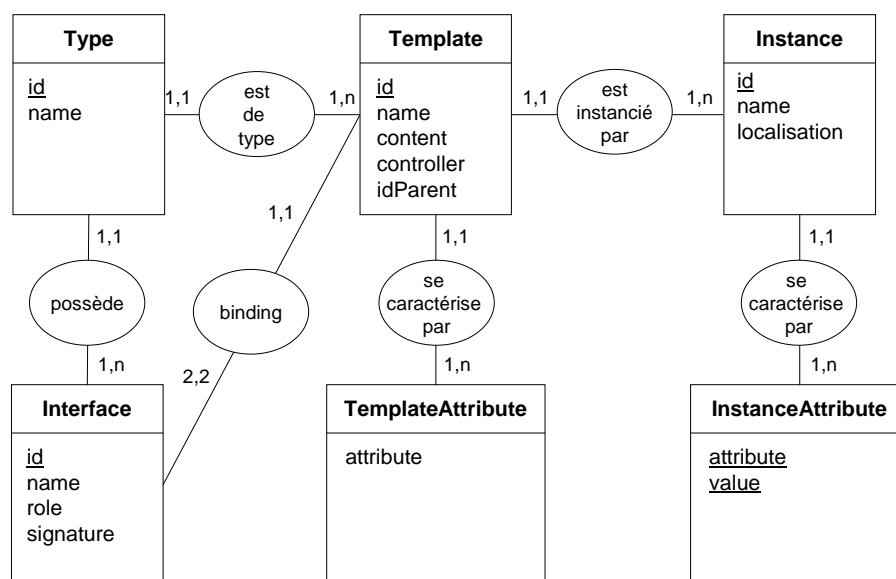 Type
id
name
1,1
est
de
type
1,n
Template
id
name
content
controller
idParent
1,1
est
instancié
par
1,n
Instance
id
name
localisation
1,1
possède
1,n
1,1
binding
2,2
1,1
se
caractérise
par
1,n
1,1
se
caractérise
par
1,n
Interface
id
name
role
signature
TemplateAttribute
attribute
InstanceAttribute
attribute
value